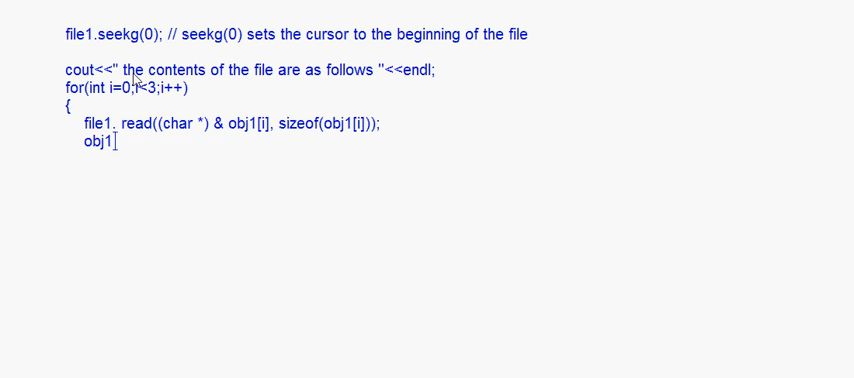 file1.seekg(0); // seekg(0) sets the cursor to the beginning of the file
cout<<" the contents of the file are as follows "<<endl;
for(int i=0;i<3;i++)
{
file1. read((char *) & obj1[i], sizeof(obj1[i]));
obj1